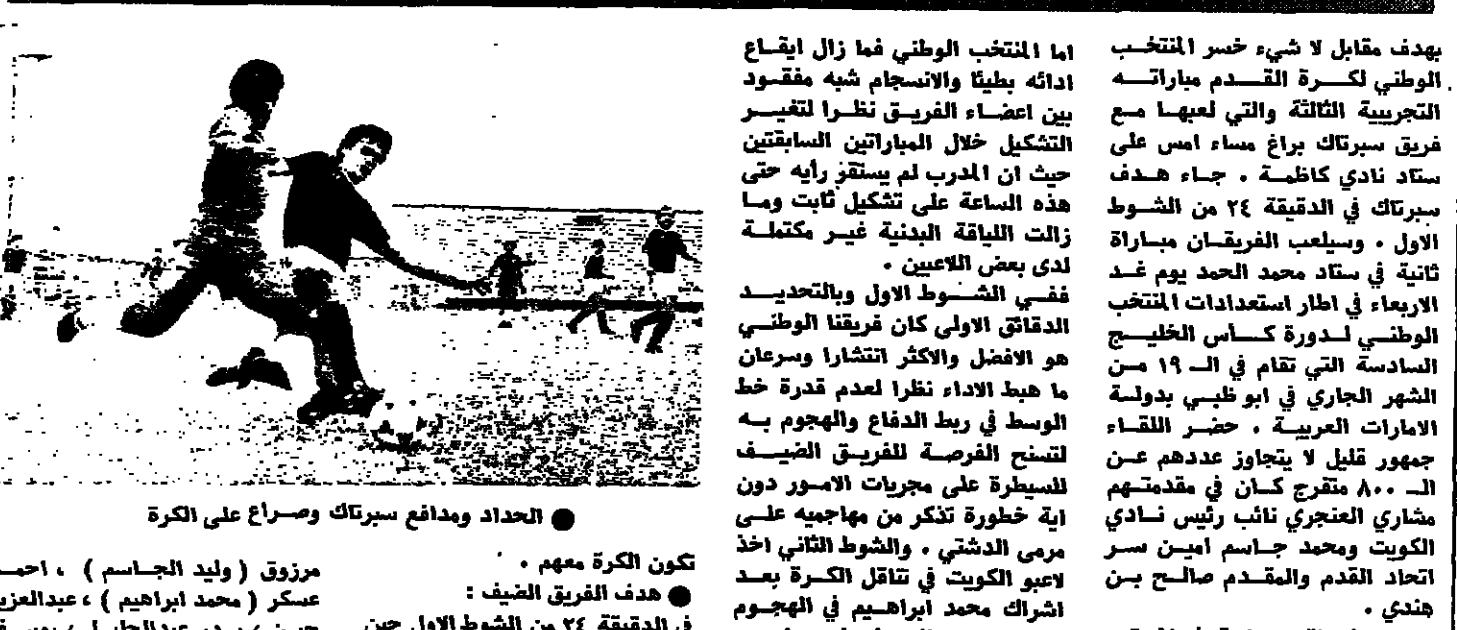 بهدف مقابل لا شيء خسر المنتخب
الوطني لكرة القدم مباراته
التجريبية الثالثة والتي لعبها مع
فريق سبرتاك براغ مساء امس على
ستاد نادي كاظمة . جاء هدف
سبرتاك في الدقيقة ٢٤ من الشوط
الاول . وسيلعب الفريقان مباراة
ثانية في ستاد محمد الحمد يوم غد
الاربعاء في اطار استعدادات المنتخب
الوطني لدورة كأس الخليج
السادسة التي تقام في الـ ١٩ من
الشهر الجاري في ابو ظبي بدولة
الامارات العربية . حضر اللقاء
جمهور قليل لا يتجاوز عددهم عن
الـ ٨٠٠ متفرج كان في مقدمتهم
مشاري العنجري نائب رئيس نادي
الكويت ومحمد جاسم امين سر
اتحاد القدم والمقدم صالح بن
هندي .
اما المنتخب الوطني فما زال ايقاع
ادائه بطيئا والانسجام شبه مفقود
بين اعضاء الفريق نظرا لتغيير
التشكيل خلال المباراتين السابقتين
حيث ان المدرب لم يستقز رأيه حتى
هذه الساعة على تشكيل ثابت وما
زالت اللياقة البدنية غير مكتملة
لدى بعض اللاعبين .
ففي الشوط الاول وبالتحديد
الدقائق الاولى كان فريقنا الوطني
هو الافضل والاكثر انتشارا وسرعان
ما هبط الاداء نظرا لعدم قدرة خط
الوسط في ربط الدفاع والهجوم به
لتسنح الفرصة للفريق الضيف
للسيطرة على مجريات الامور دون
اية خطورة تذكر من مهاجميه على
مرمى الدشتي . والشوط الثاني اخذ
لاعبو الكويت في تناقل الكرة بعد
اشراك محمد ابراهيم في الهجوم
● الحداد ومدافع سبرتاك وصراع على الكرة
تكون الكرة معهم .
● هدف الفريق الضيف :
في الدقيقة ٢٤ من الشوط الاول حين
مرزوق ( وليد الجاسم ) ، احمد
عسكر ( محمد ابراهيم ) ، عبدالعزيز